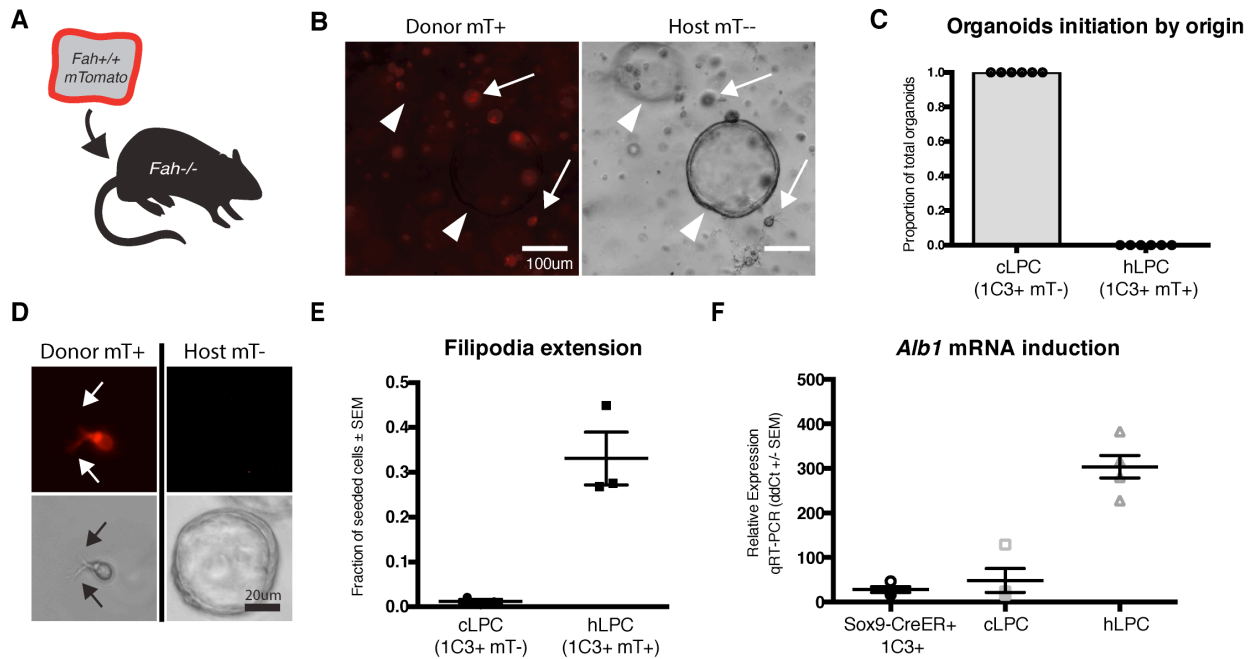 A
Fah+/+
mTomato
Fah-/-
B
Donor mT+
Host mT--
100um
C
Organoids initiation by origin
Proportion of total organoids
1.0
0.8
0.6
0.4
0.2
0.0
cLPC
(1C3+ mT-)
hLPC
(1C3+ mT+)
D
Donor mT+
Host mT-
20um
E
Filipodia extension
Fraction of seeded cells ± SEM
0.5
0.4
0.3
0.2
0.1
0.0
cLPC
(1C3+ mT-)
hLPC
(1C3+ mT+)
F
Alb1 mRNA induction
Relative Expression
qRT-PCR (ddCt +/- SEM)
500
400
300
200
100
0
Sox9-CreER+
1C3+
cLPC
hLPC